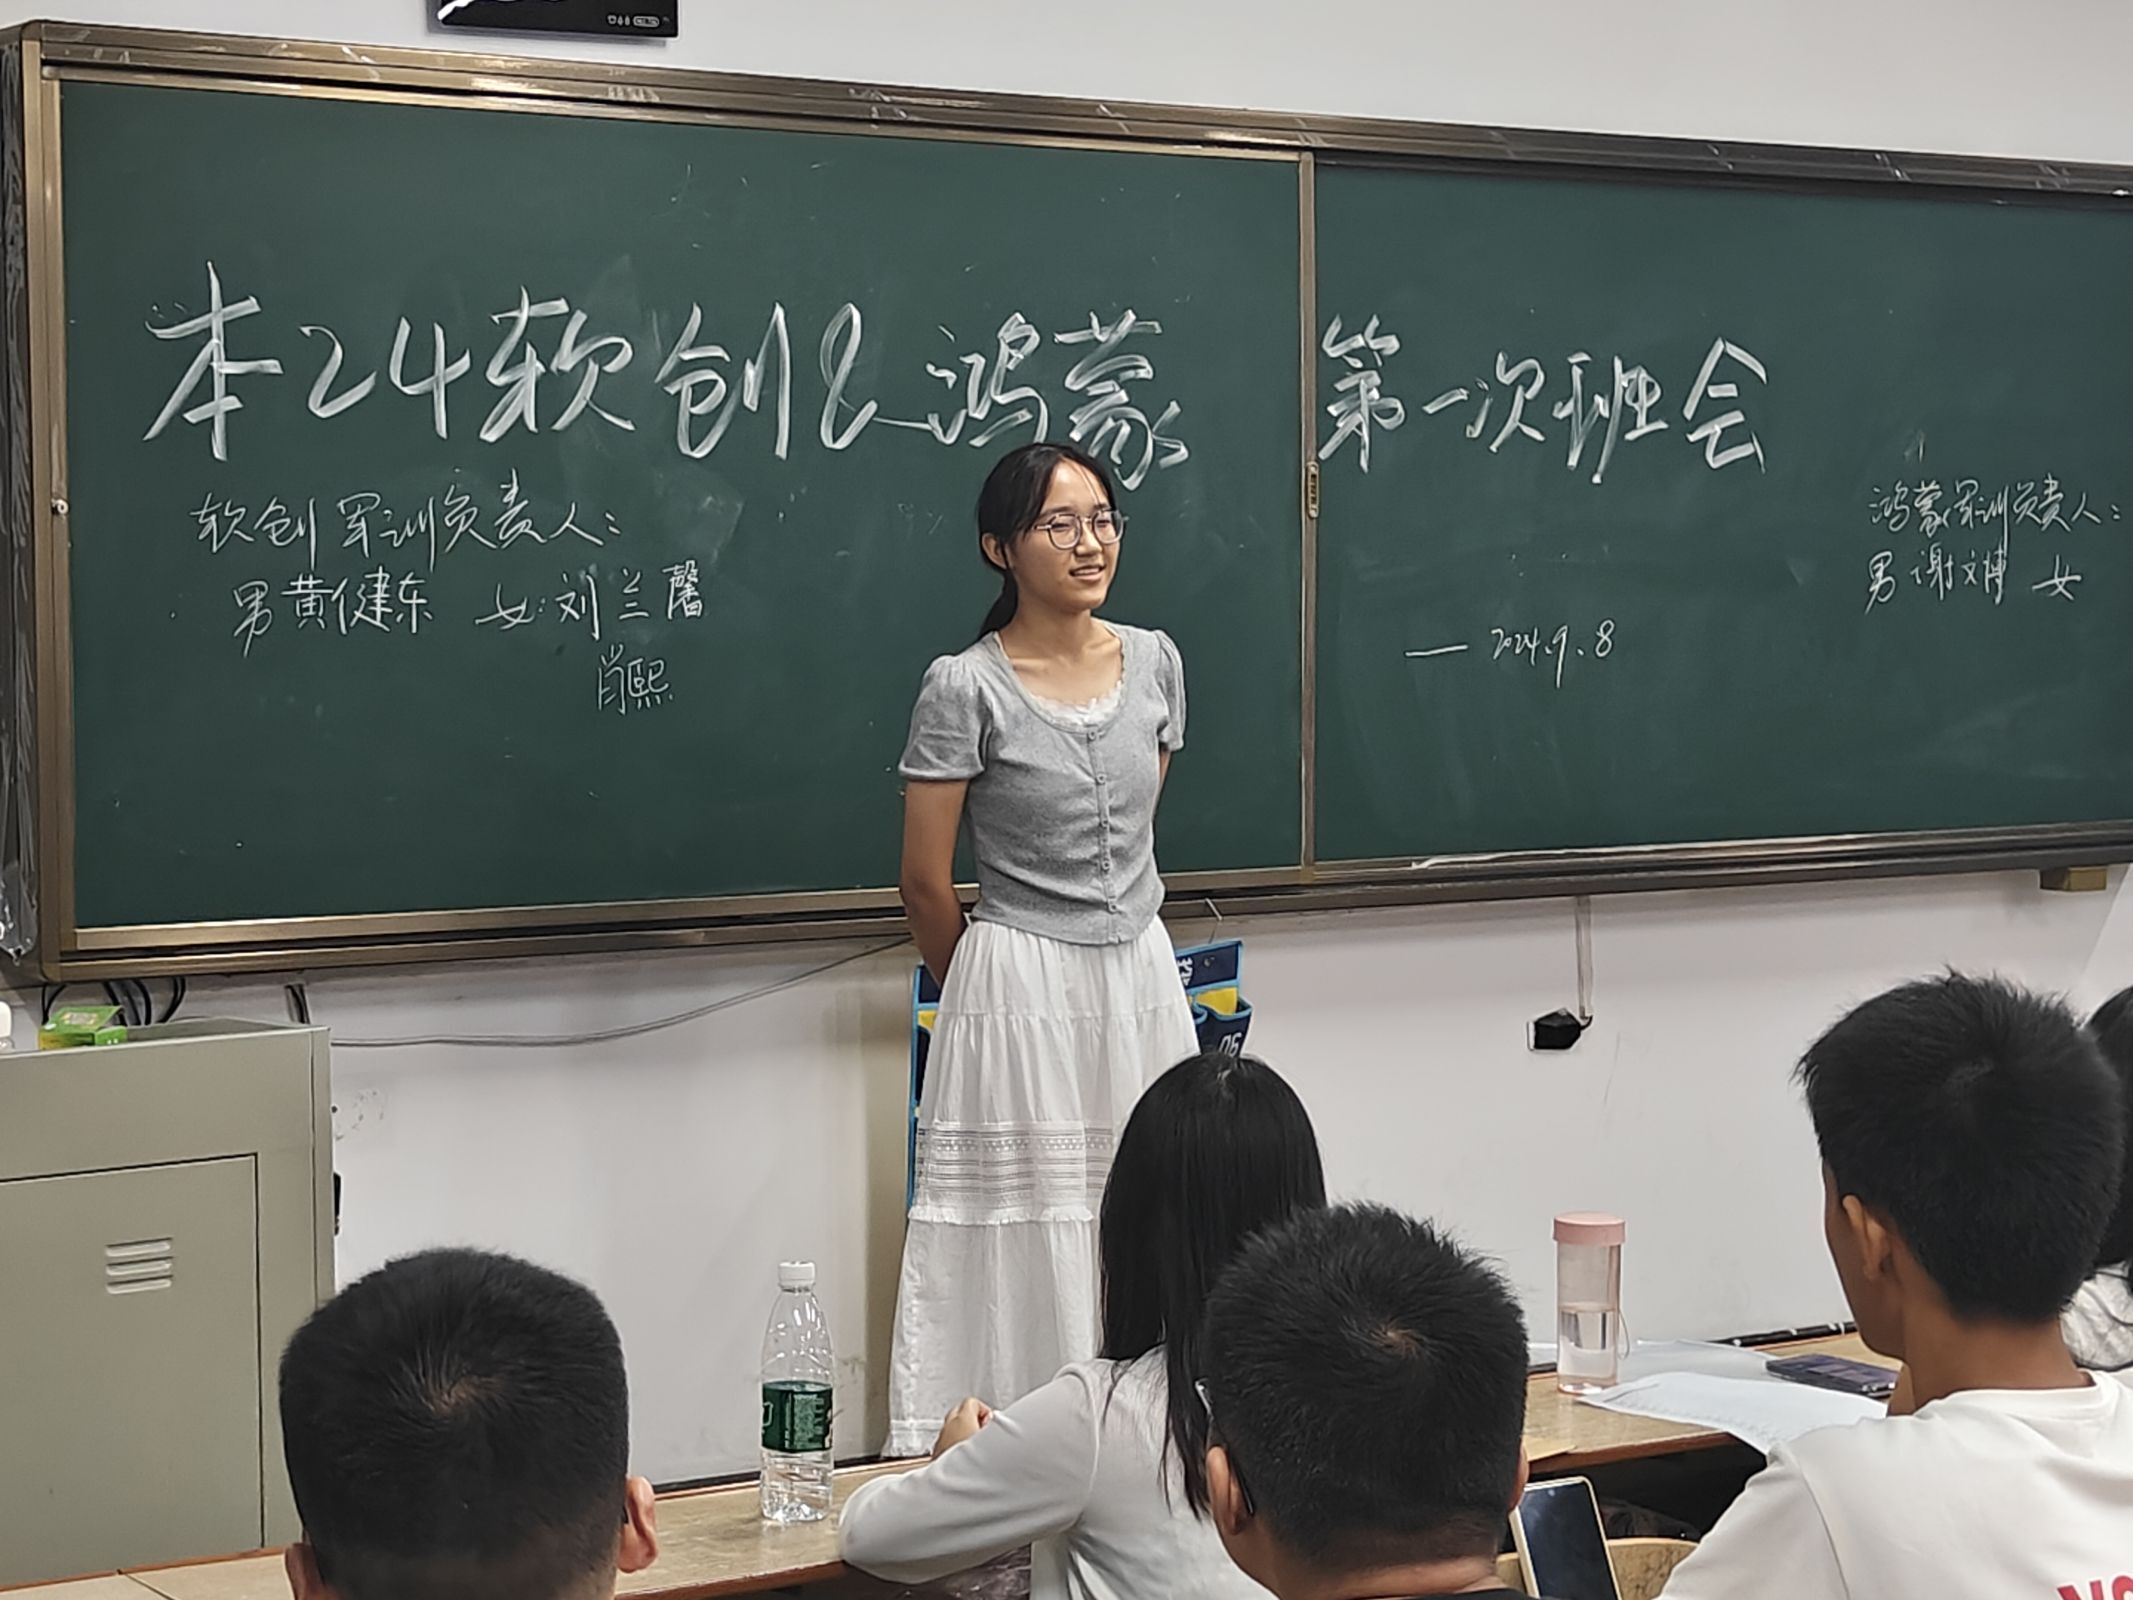 本24软创&鸿蒙 第一次班会
软创军训负责人:
男黄健东 女:刘兰馨
肖熙
—— 2024.9.8
鸿蒙军训负责人:
男谢文博 女
06